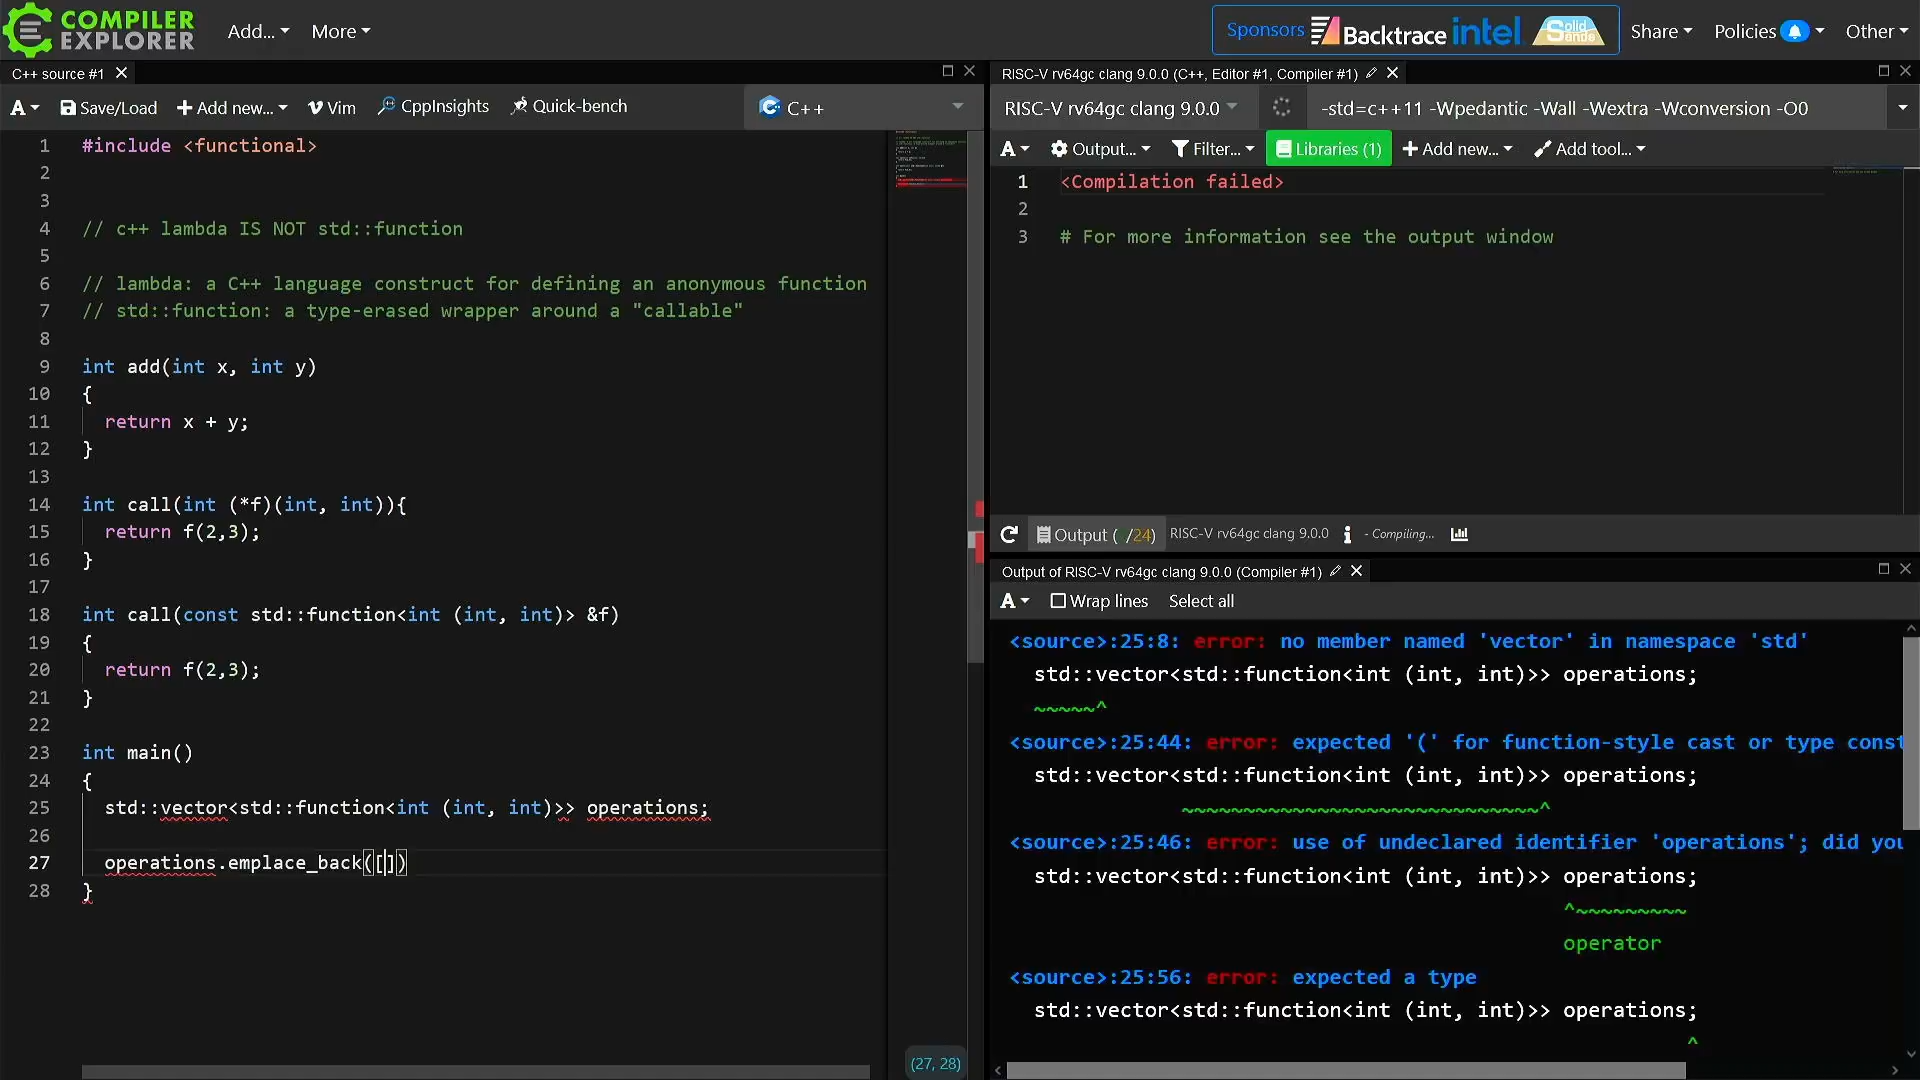 COMPILER
EXPLORER
Add...
More
Sponsors
Backtrace
intel
Solid
Sands
Share
Policies
Other
C++ source #1
A
Save/Load
Add new...
Vim
CppInsights
Quick-bench
C++
1 #include <functional>
2
3
4 // c++ lambda IS NOT std::function
5
6 // lambda: a C++ language construct for defining an anonymous function
7 // std::function: a type-erased wrapper around a "callable"
8
9 int add(int x, int y)
10 {
11 return x + y;
12 }
13
14 int call(int (*f)(int, int)){
15 return f(2,3);
16 }
17
18 int call(const std::function<int (int, int)> &f)
19 {
20 return f(2,3);
21 }
22
23 int main()
24 {
25 std::vector<std::function<int (int, int)>> operations;
26
27 operations.emplace_back([])
28 }
(27, 28)
RISC-V rv64gc clang 9.0.0 (C++, Editor #1, Compiler #1)
RISC-V rv64gc clang 9.0.0
-std=c++11 -Wpedantic -Wall -Wextra -Wconversion -O0
A
Output...
Filter...
Libraries (1)
Add new...
Add tool...
1 <Compilation failed>
2
3 # For more information see the output window
Output ( /24)
RISC-V rv64gc clang 9.0.0
- Compiling...
Output of RISC-V rv64gc clang 9.0.0 (Compiler #1)
A
Wrap lines
Select all
<source>:25:8: error: no member named 'vector' in namespace 'std'
std::vector<std::function<int (int, int)>> operations;
~~~~~^
<source>:25:44: error: expected '(' for function-style cast or type const
std::vector<std::function<int (int, int)>> operations;
~~~~~~~~~~~~~~~~~~~~~~~~~~~~~^
<source>:25:46: error: use of undeclared identifier 'operations'; did you
std::vector<std::function<int (int, int)>> operations;
^~~~~~~~~~
operator
<source>:25:56: error: expected a type
std::vector<std::function<int (int, int)>> operations;
^